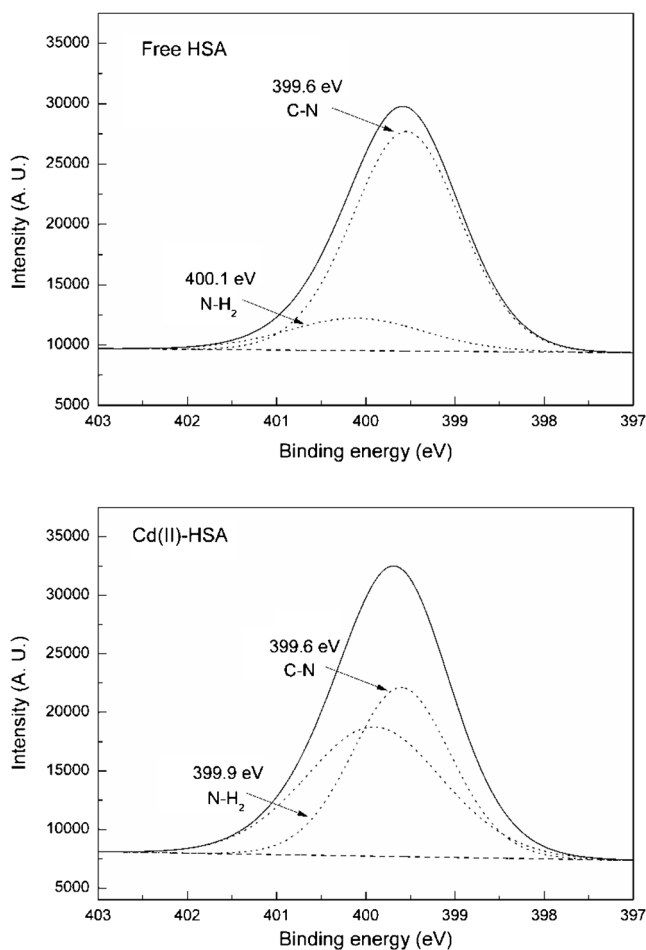 Free HSA
399.6 eV
C-N
400.1 eV
N-H₂
Intensity (A. U.)
35000
30000
25000
20000
15000
10000
5000
403 402 401 400 399 398 397
Binding energy (eV)
Cd(II)-HSA
399.6 eV
C-N
399.9 eV
N-H₂
Intensity (A. U.)
35000
30000
25000
20000
15000
10000
5000
403 402 401 400 399 398 397
Binding energy (eV)